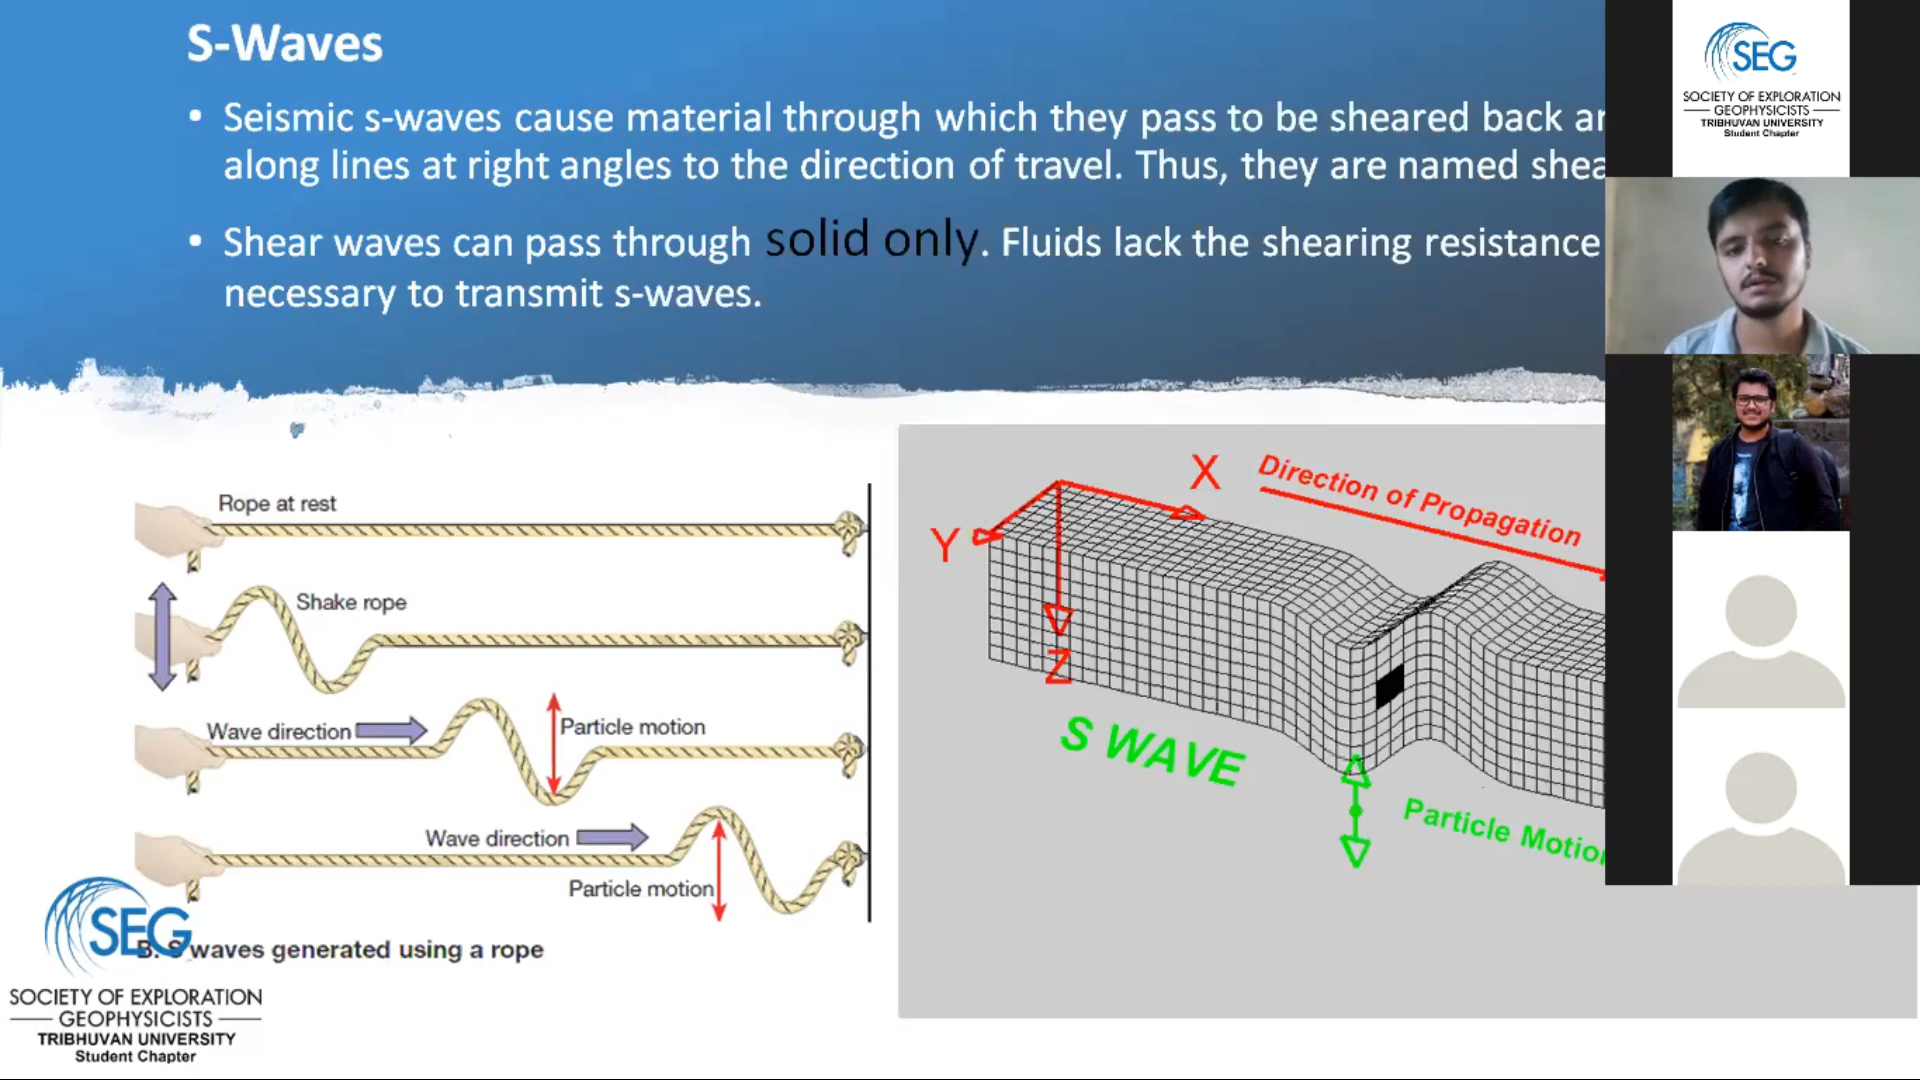 S-Waves
• Seismic s-waves cause material through which they pass to be sheared back
along lines at right angles to the direction of travel. Thus, they are named
• Shear waves can pass through solid only. Fluids lack the shearing resistance
necessary to transmit s-waves.
Rope at rest
Shake rope
Wave direction
Particle motion
Wave direction
Particle motion
B. S waves generated using a rope
X
Direction of Propagation
Y
Z
S WAVE
Particle
SEG
SOCIETY OF EXPLORATION
GEOPHYSICISTS
TRIBHUVAN UNIVERSITY
Student Chapter
SEG
SOCIETY OF EXPLORATION
GEOPHYSICISTS
TRIBHUVAN UNIVERSITY
Student Chapter